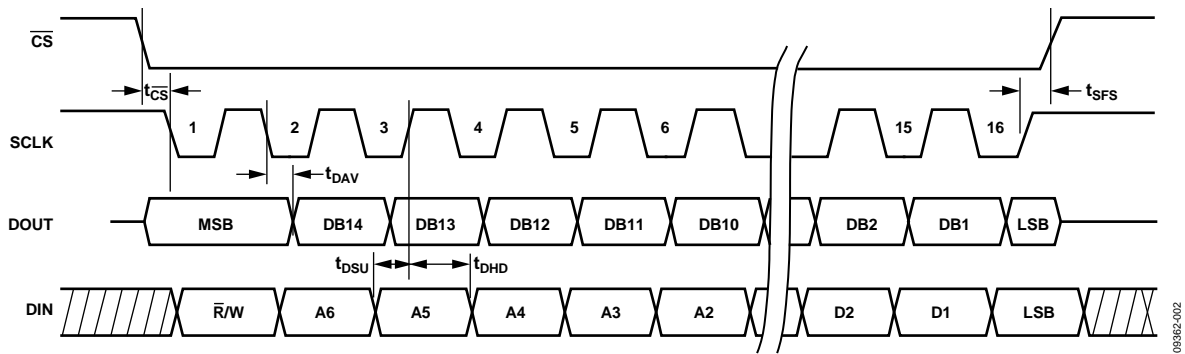 CS
tCS
tSFS
SCLK
1 2 3 4 5 6 15 16
tDAV
DOUT
MSB DB14 DB13 DB12 DB11 DB10 DB2 DB1 LSB
tDSU tDHD
DIN
R/W A6 A5 A4 A3 A2 D2 D1 LSB
09362-002